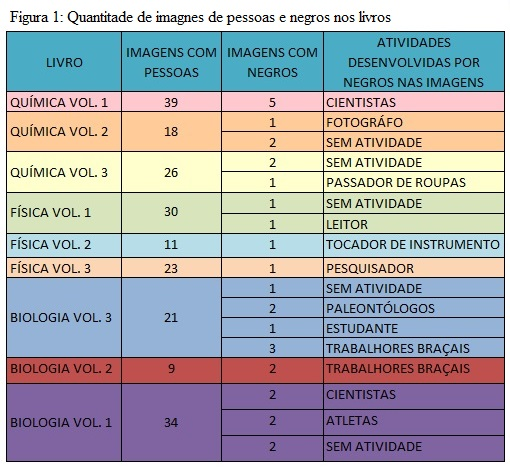 Figura 1: Quantitade de imagnes de pessoas e negros nos livros
LIVRO IMAGENS COM PESSOAS IMAGENS COM NEGROS ATIVIDADES DESENVOLVIDAS POR NEGROS NAS IMAGENS
QUÍMICA VOL. 1 39 5 CIENTISTAS
QUÍMICA VOL. 2 18 1 FOTOGRÁFO
2 SEM ATIVIDADE
QUÍMICA VOL. 3 26 2 SEM ATIVIDADE
1 PASSADOR DE ROUPAS
FÍSICA VOL. 1 30 1 SEM ATIVIDADE
1 LEITOR
FÍSICA VOL. 2 11 1 TOCADOR DE INSTRUMENTO
FÍSICA VOL. 3 23 1 PESQUISADOR
BIOLOGIA VOL. 3 21 1 SEM ATIVIDADE
2 PALEONTÓLOGOS
1 ESTUDANTE
3 TRABALHORES BRAÇAIS
BIOLOGIA VOL. 2 9 2 TRABALHORES BRAÇAIS
BIOLOGIA VOL. 1 34 2 CIENTISTAS
2 ATLETAS
2 SEM ATIVIDADE